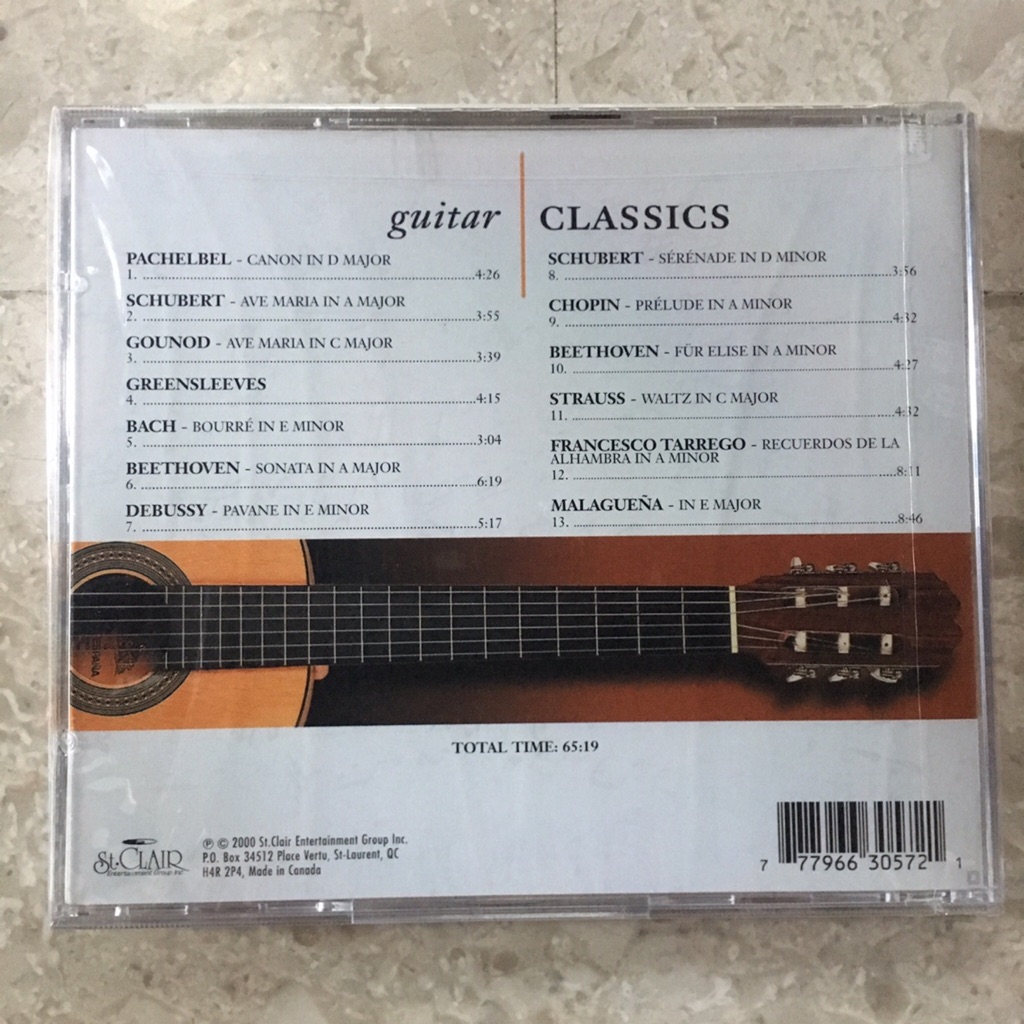 guitar CLASSICS
PACHELBEL - CANON IN D MAJOR
1. 4:26
SCHUBERT - AVE MARIA IN A MAJOR
2. 3:55
GOUNOD - AVE MARIA IN C MAJOR
3. 3:39
GREENSLEEVES
4. 4:15
BACH - BOURRÉ IN E MINOR
5. 3:04
BEETHOVEN - SONATA IN A MAJOR
6. 6:19
DEBUSSY - PAVANE IN E MINOR
7. 5:17
SCHUBERT - SÉRÉNADE IN D MINOR
8. 3:56
CHOPIN - PRÉLUDE IN A MINOR
9. 4:32
BEETHOVEN - FÜR ELISE IN A MINOR
10. 4:27
STRAUSS - WALTZ IN C MAJOR
11. 4:32
FRANCESCO TARREGO - RECUERDOS DE LA
ALHAMBRA IN A MINOR
12. 8:11
MALAGUEÑA - IN E MAJOR
13. 8:46
TOTAL TIME: 65:19
St. CLAIR
Entertainment Group Inc.
℗ © 2000 St.Clair Entertainment Group Inc.
P.O. Box 34512 Place Vertu, St-Laurent, QC
H4R 2P4, Made in Canada
7 77966 30572 1